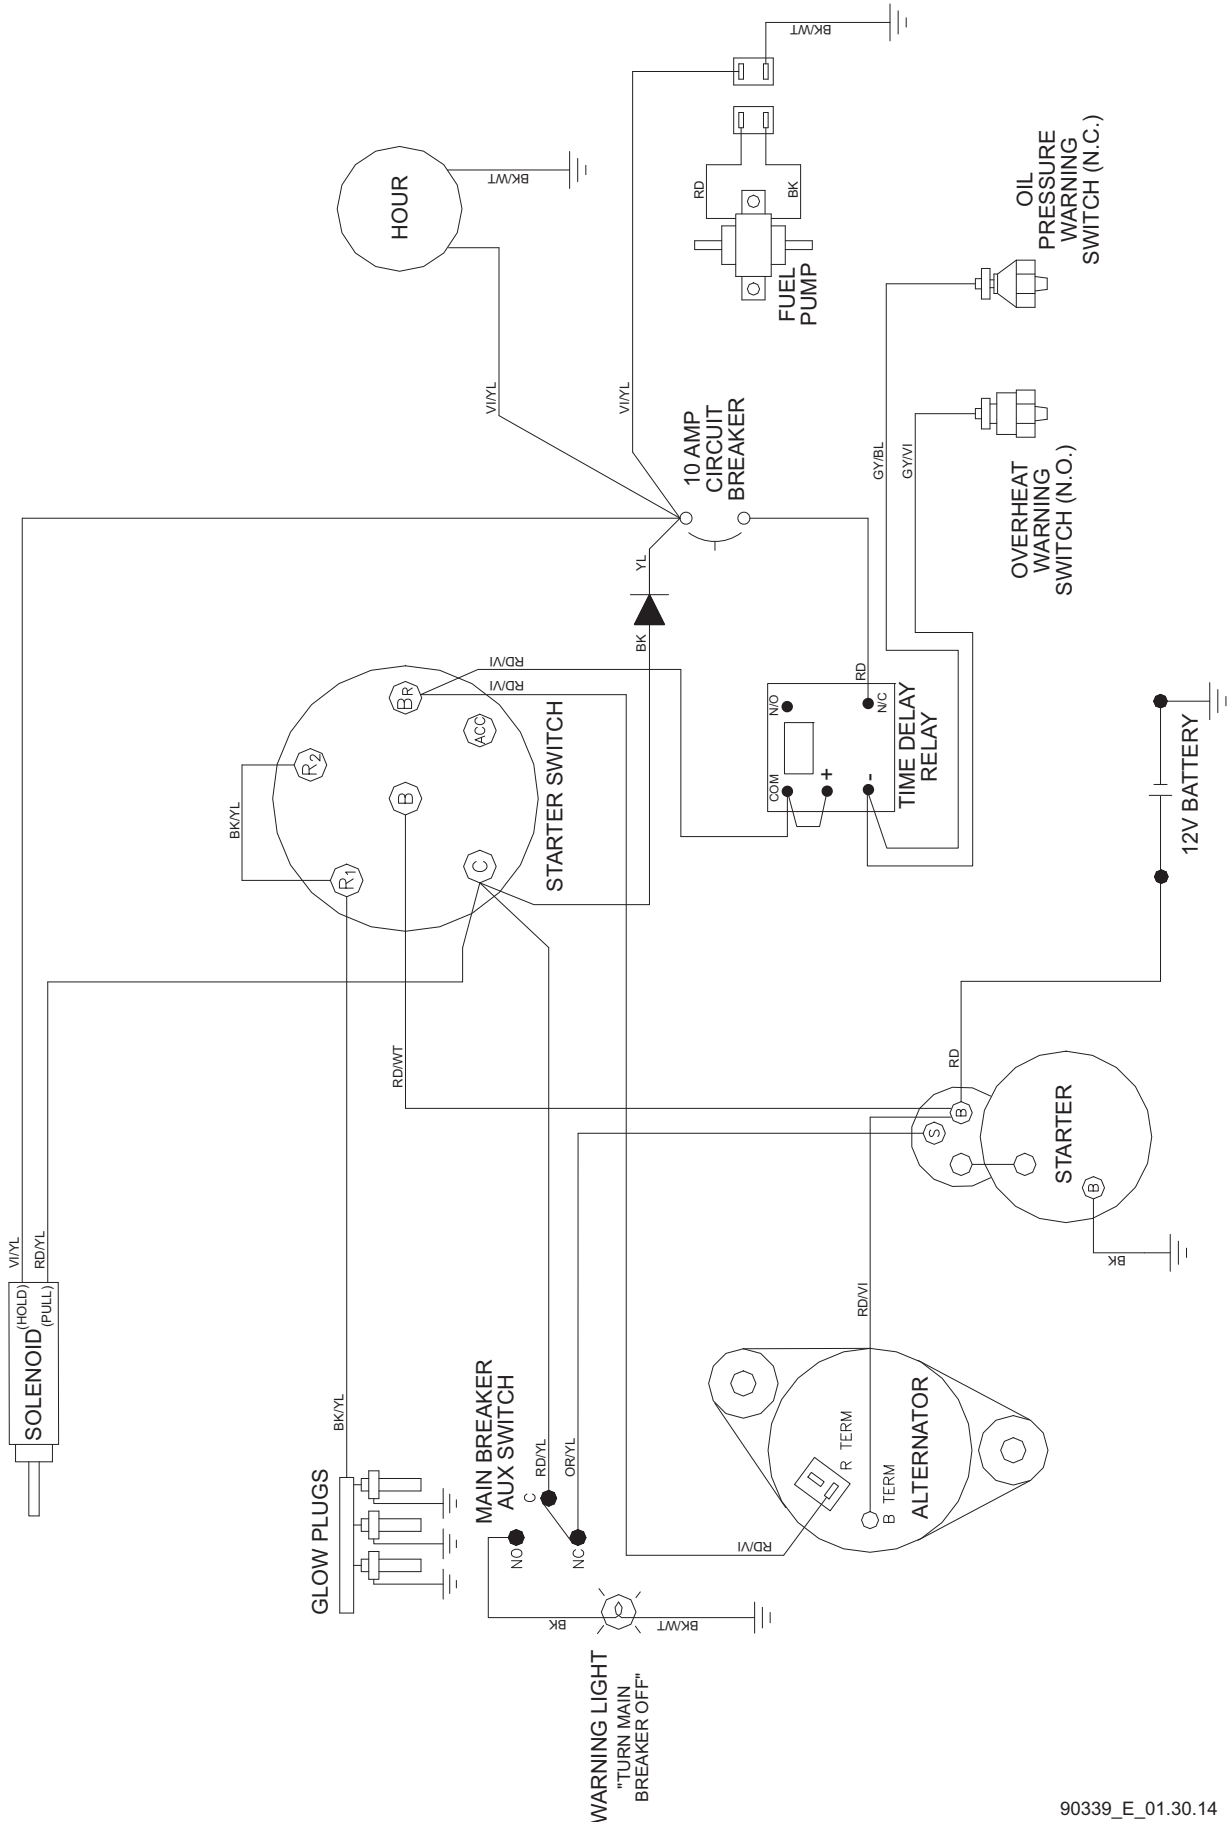 SOLENOID
(HOLD)
(PULL)
VI/YL
RD/YL
HOUR
BK/WT
VI/YL
BK/WT
VI/YL
RD
BK
FUEL
PUMP
OIL
PRESSURE
WARNING
SWITCH (N.C.)
OVERHEAT
WARNING
SWITCH (N.O.)
GY/BL
GY/VI
10 AMP
CIRCUIT
BREAKER
YL
BK
RD/VI
RD/VI
STARTER SWITCH
R1
R2
B
BR
ACC
C
BK/YL
RD
TIME DELAY
RELAY
COM
N/O
N/C
+
-
12V BATTERY
RD
RD/WT
STARTER
B
S
B
BK
RD/VI
ALTERNATOR
B TERM
R TERM
RD/VI
BK/YL
GLOW PLUGS
MAIN BREAKER
AUX SWITCH
C
NO
NC
RD/YL
OR/YL
BK
BK/WT
WARNING LIGHT
"TURN MAIN
BREAKER OFF"
90339_E_01.30.14